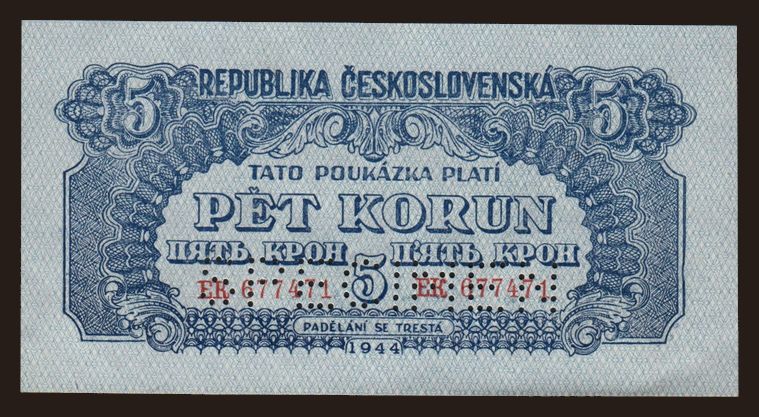 5 REPUBLIKA ČESKOSLOVENSKÁ 5
TATO POUKÁZKA PLATÍ
PĚT KORUN
ПЯТЬ КРОН П'ЯТЬ КРОН
EK 677471 5 EK 677471
PADĚLÁNÍ SE TRESTÁ
1944